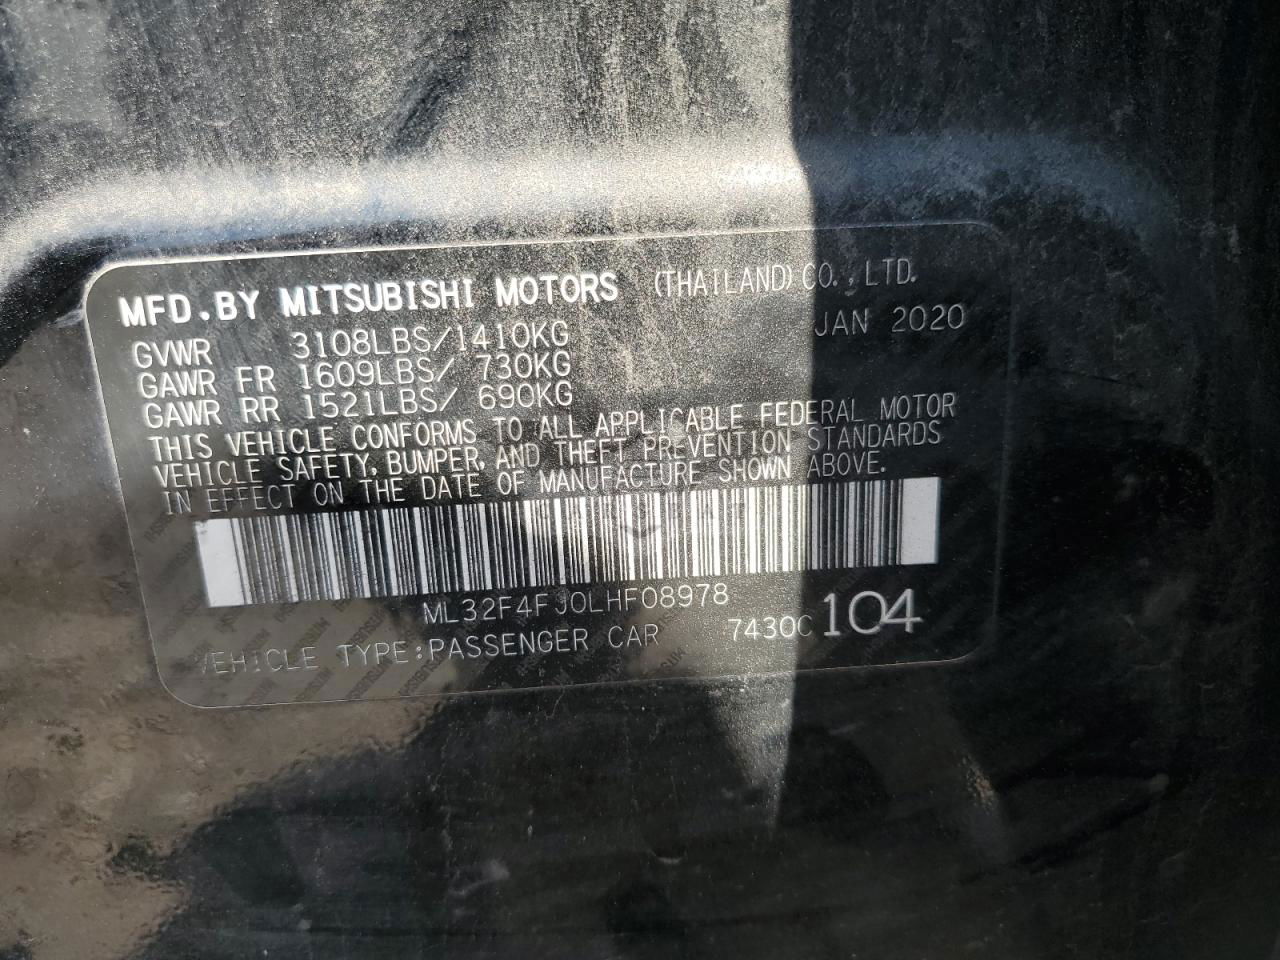 MFD.BY MITSUBISHI MOTORS (THAILAND)CO.,LTD.
GVWR 3108LBS/1410KG JAN 2020
GAWR FR 1609LBS/ 730KG
GAWR RR 1521LBS/ 690KG
THIS VEHICLE CONFORMS TO ALL APPLICABLE FEDERAL MOTOR
VEHICLE SAFETY, BUMPER, AND THEFT PREVENTION STANDARDS
IN EFFECT ON THE DATE OF MANUFACTURE SHOWN ABOVE.
ML32F4FJ0LHF08978
VEHICLE TYPE:PASSENGER CAR 7430C 104